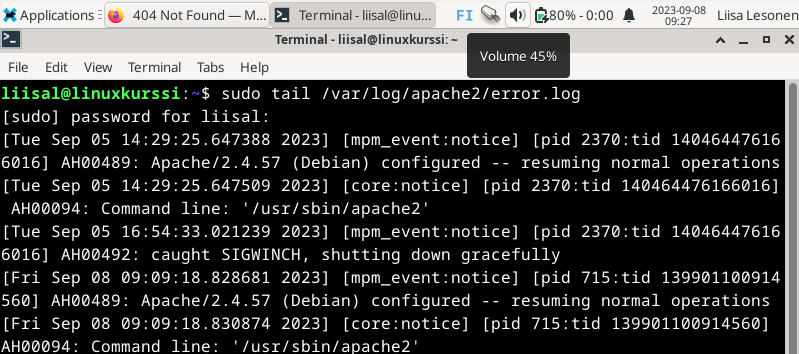 Applications
404 Not Found — M...
Terminal - liisal@linu...
FI
80% - 0:00
2023-09-08
09:27
Liisa Lesonen
Terminal - liisal@linuxkurssi: ~
Volume 45%
File Edit View Terminal Tabs Help
liisal@linuxkurssi:~$ sudo tail /var/log/apache2/error.log
[sudo] password for liisal:
[Tue Sep 05 14:29:25.647388 2023] [mpm_event:notice] [pid 2370:tid 14046447616
6016] AH00489: Apache/2.4.57 (Debian) configured -- resuming normal operations
[Tue Sep 05 14:29:25.647509 2023] [core:notice] [pid 2370:tid 140464476166016]
 AH00094: Command line: '/usr/sbin/apache2'
[Tue Sep 05 16:54:33.021239 2023] [mpm_event:notice] [pid 2370:tid 14046447616
6016] AH00492: caught SIGWINCH, shutting down gracefully
[Fri Sep 08 09:09:18.828681 2023] [mpm_event:notice] [pid 715:tid 139901100914
560] AH00489: Apache/2.4.57 (Debian) configured -- resuming normal operations
[Fri Sep 08 09:09:18.830874 2023] [core:notice] [pid 715:tid 139901100914560]
AH00094: Command line: '/usr/sbin/apache2'